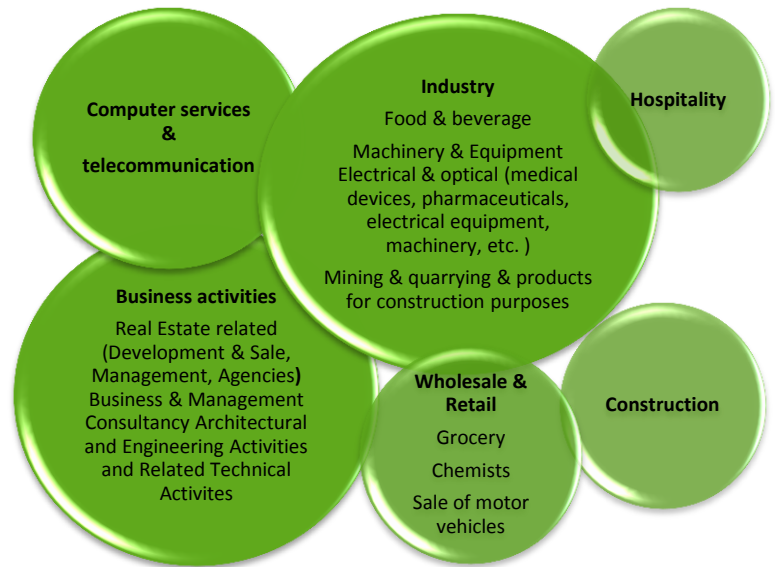 Computer services
&
telecommunication
Industry
Food & beverage
Machinery & Equipment
Electrical & optical (medical
devices, pharmaceuticals,
electrical equipment,
machinery, etc. )
Mining & quarrying & products
for construction purposes
Hospitality
Business activities
Real Estate related
(Development & Sale,
Management, Agencies)
Business & Management
Consultancy Architectural
and Engineering Activities
and Related Technical
Activites
Wholesale &
Retail
Grocery
Chemists
Sale of motor
vehicles
Construction